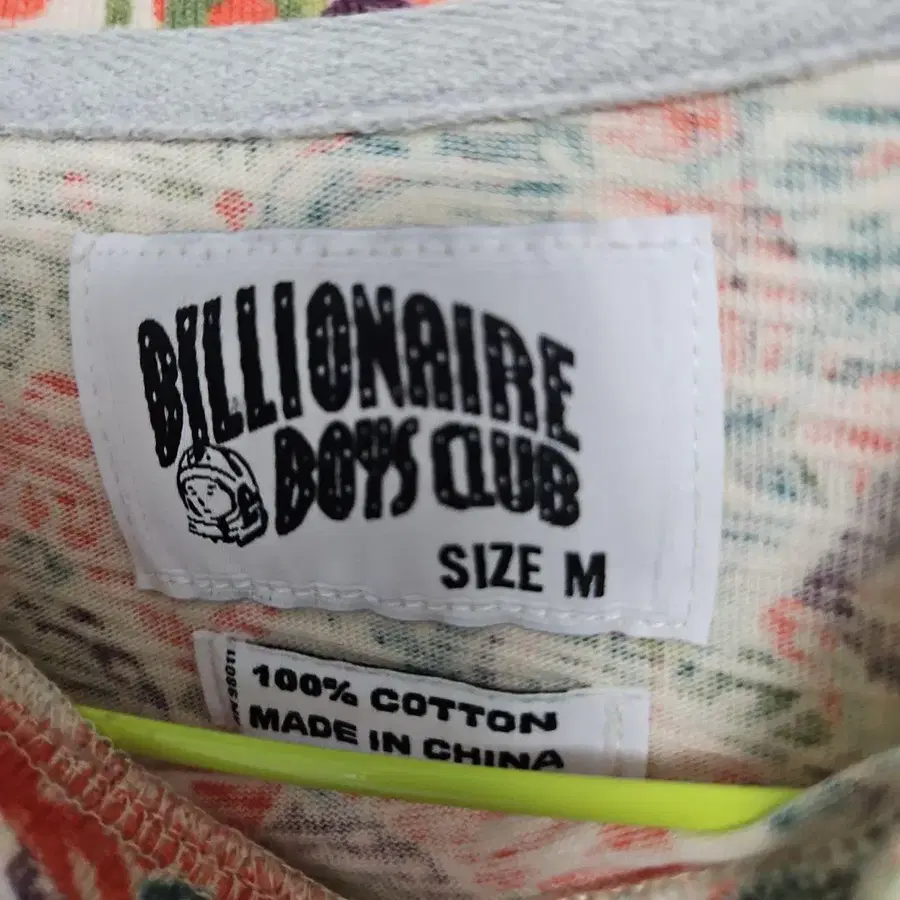 BILLIONAIRE
BOYS CLUB
SIZE M
100% COTTON
MADE IN CHINA